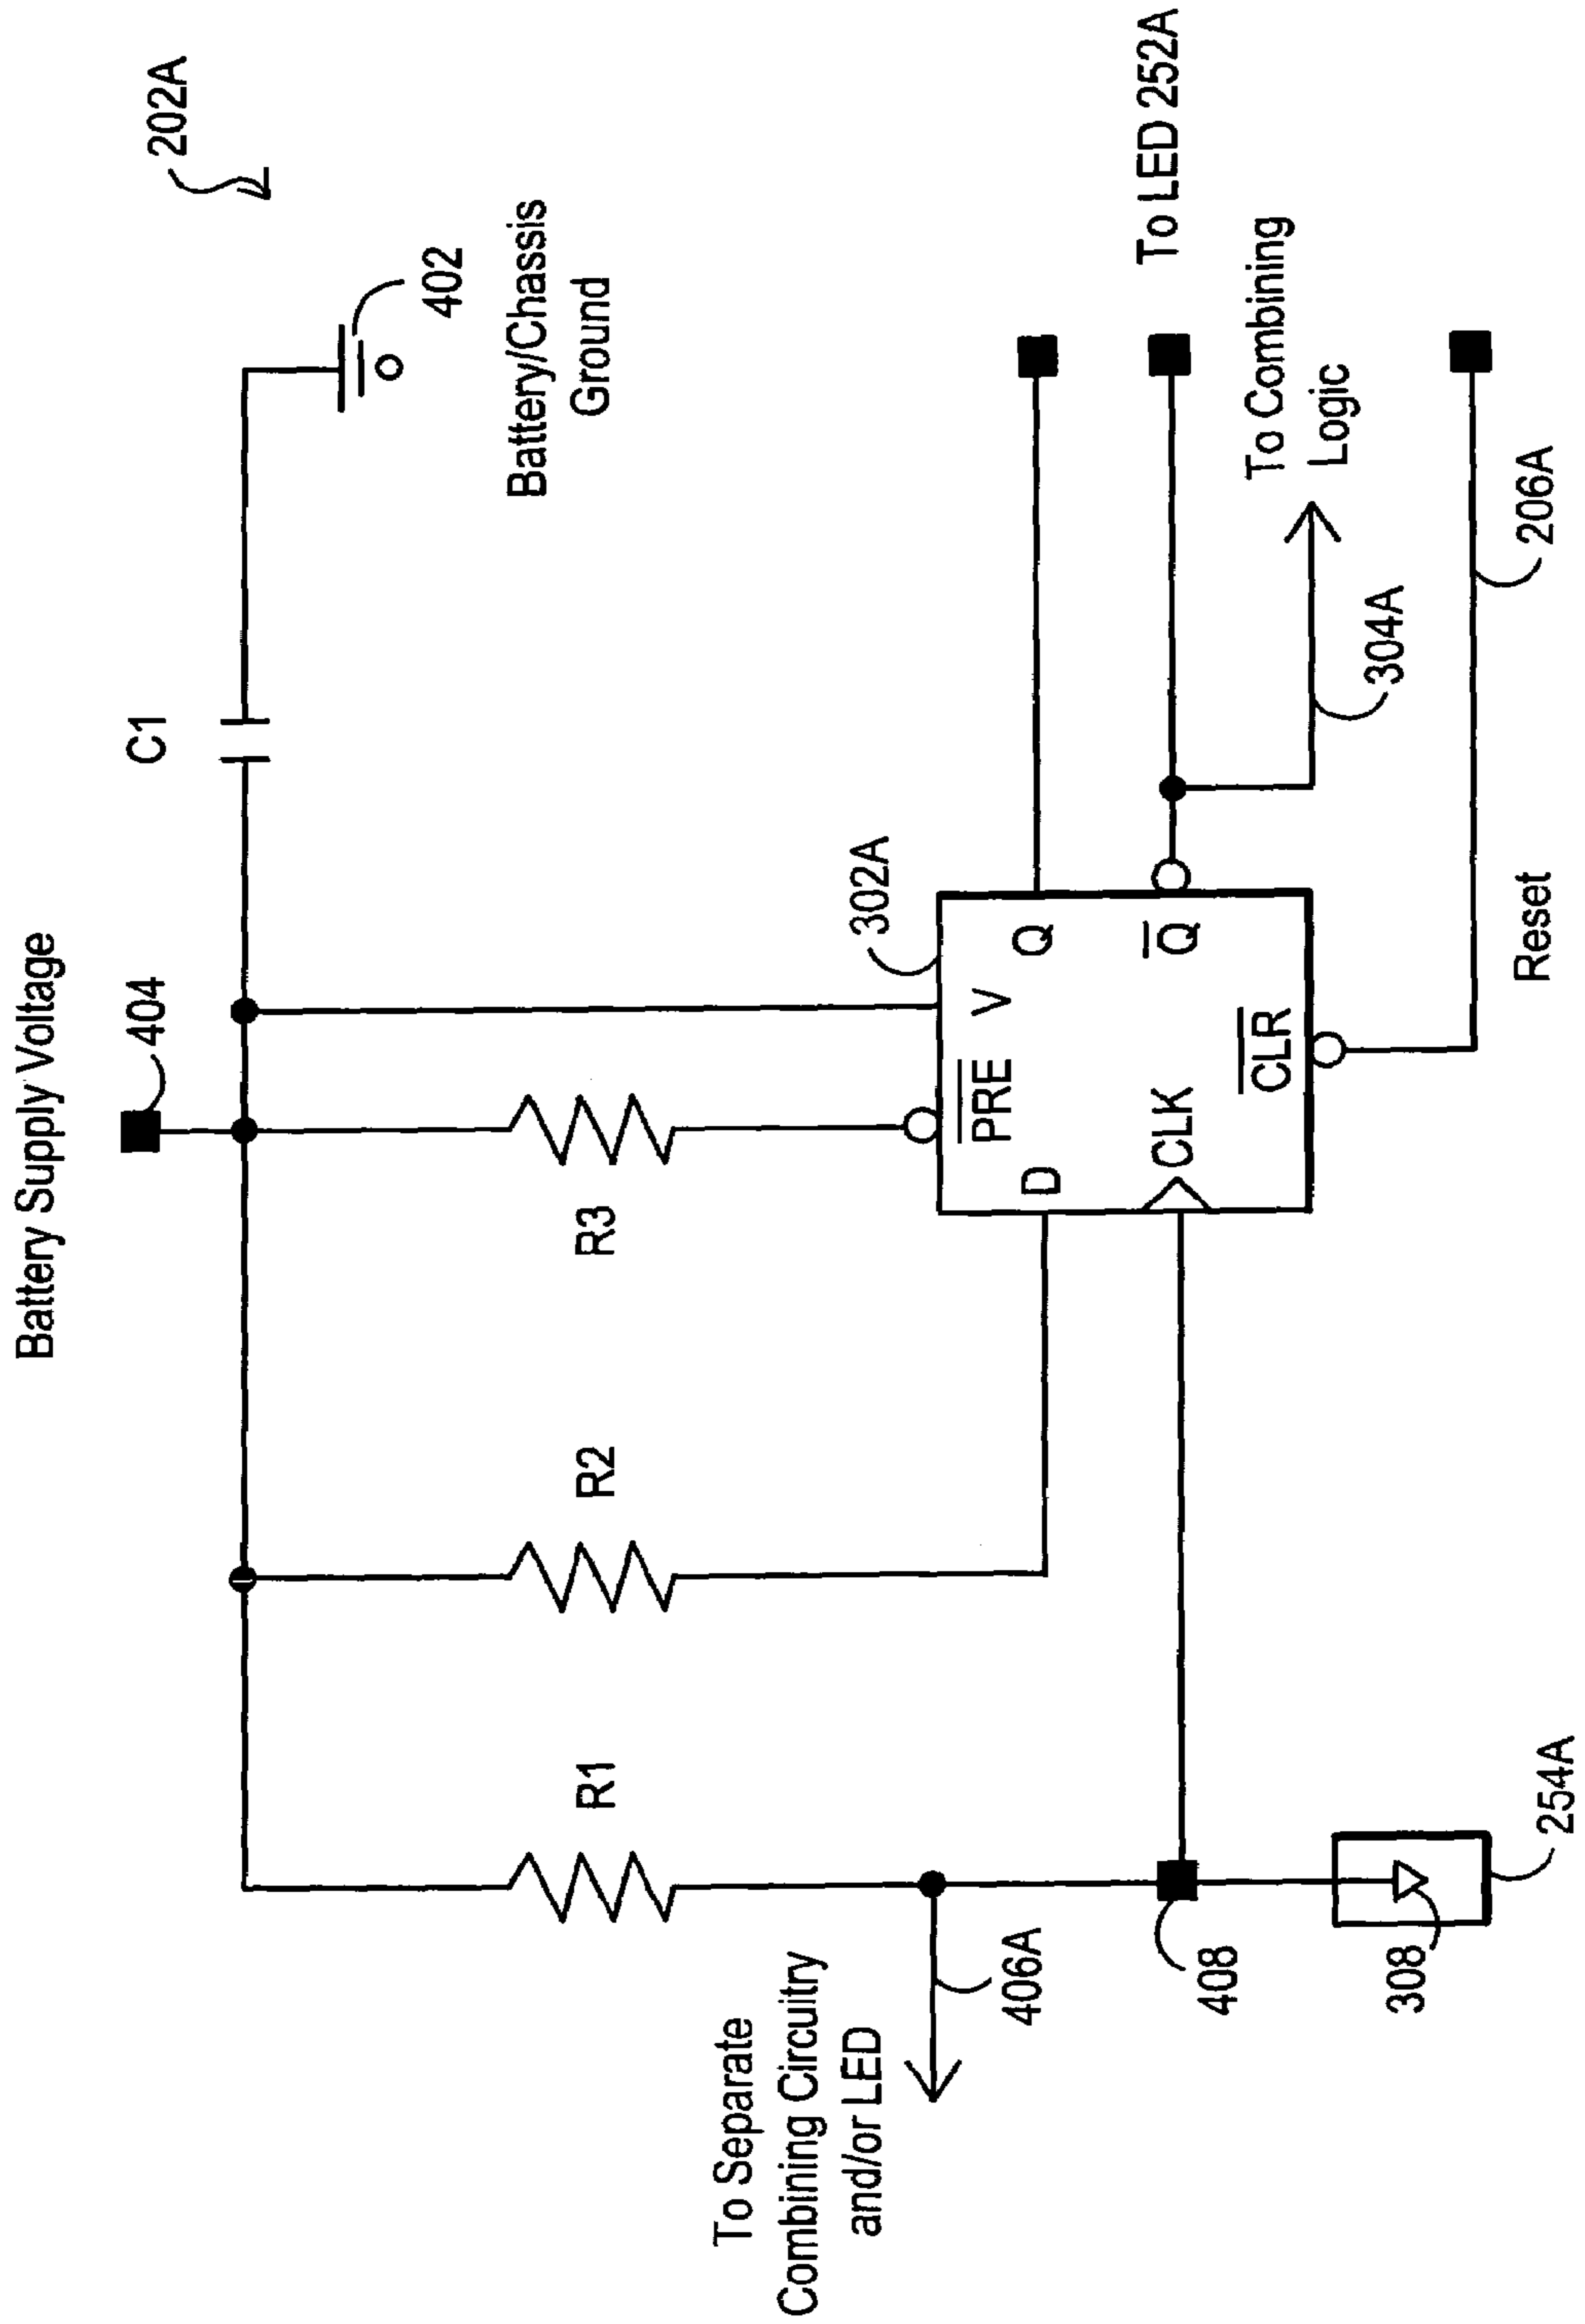 Battery Supply Voltage
404
202A
C1
402
Battery/Chassis
Ground
R1
R2
R3
302A
PRE
V
D
Q
CLK
Q
CLR
To LED 252A
To Separate
Combining Circuitry
and/or LED
406A
To Combining
Logic
304A
408
308
254A
Reset
206A